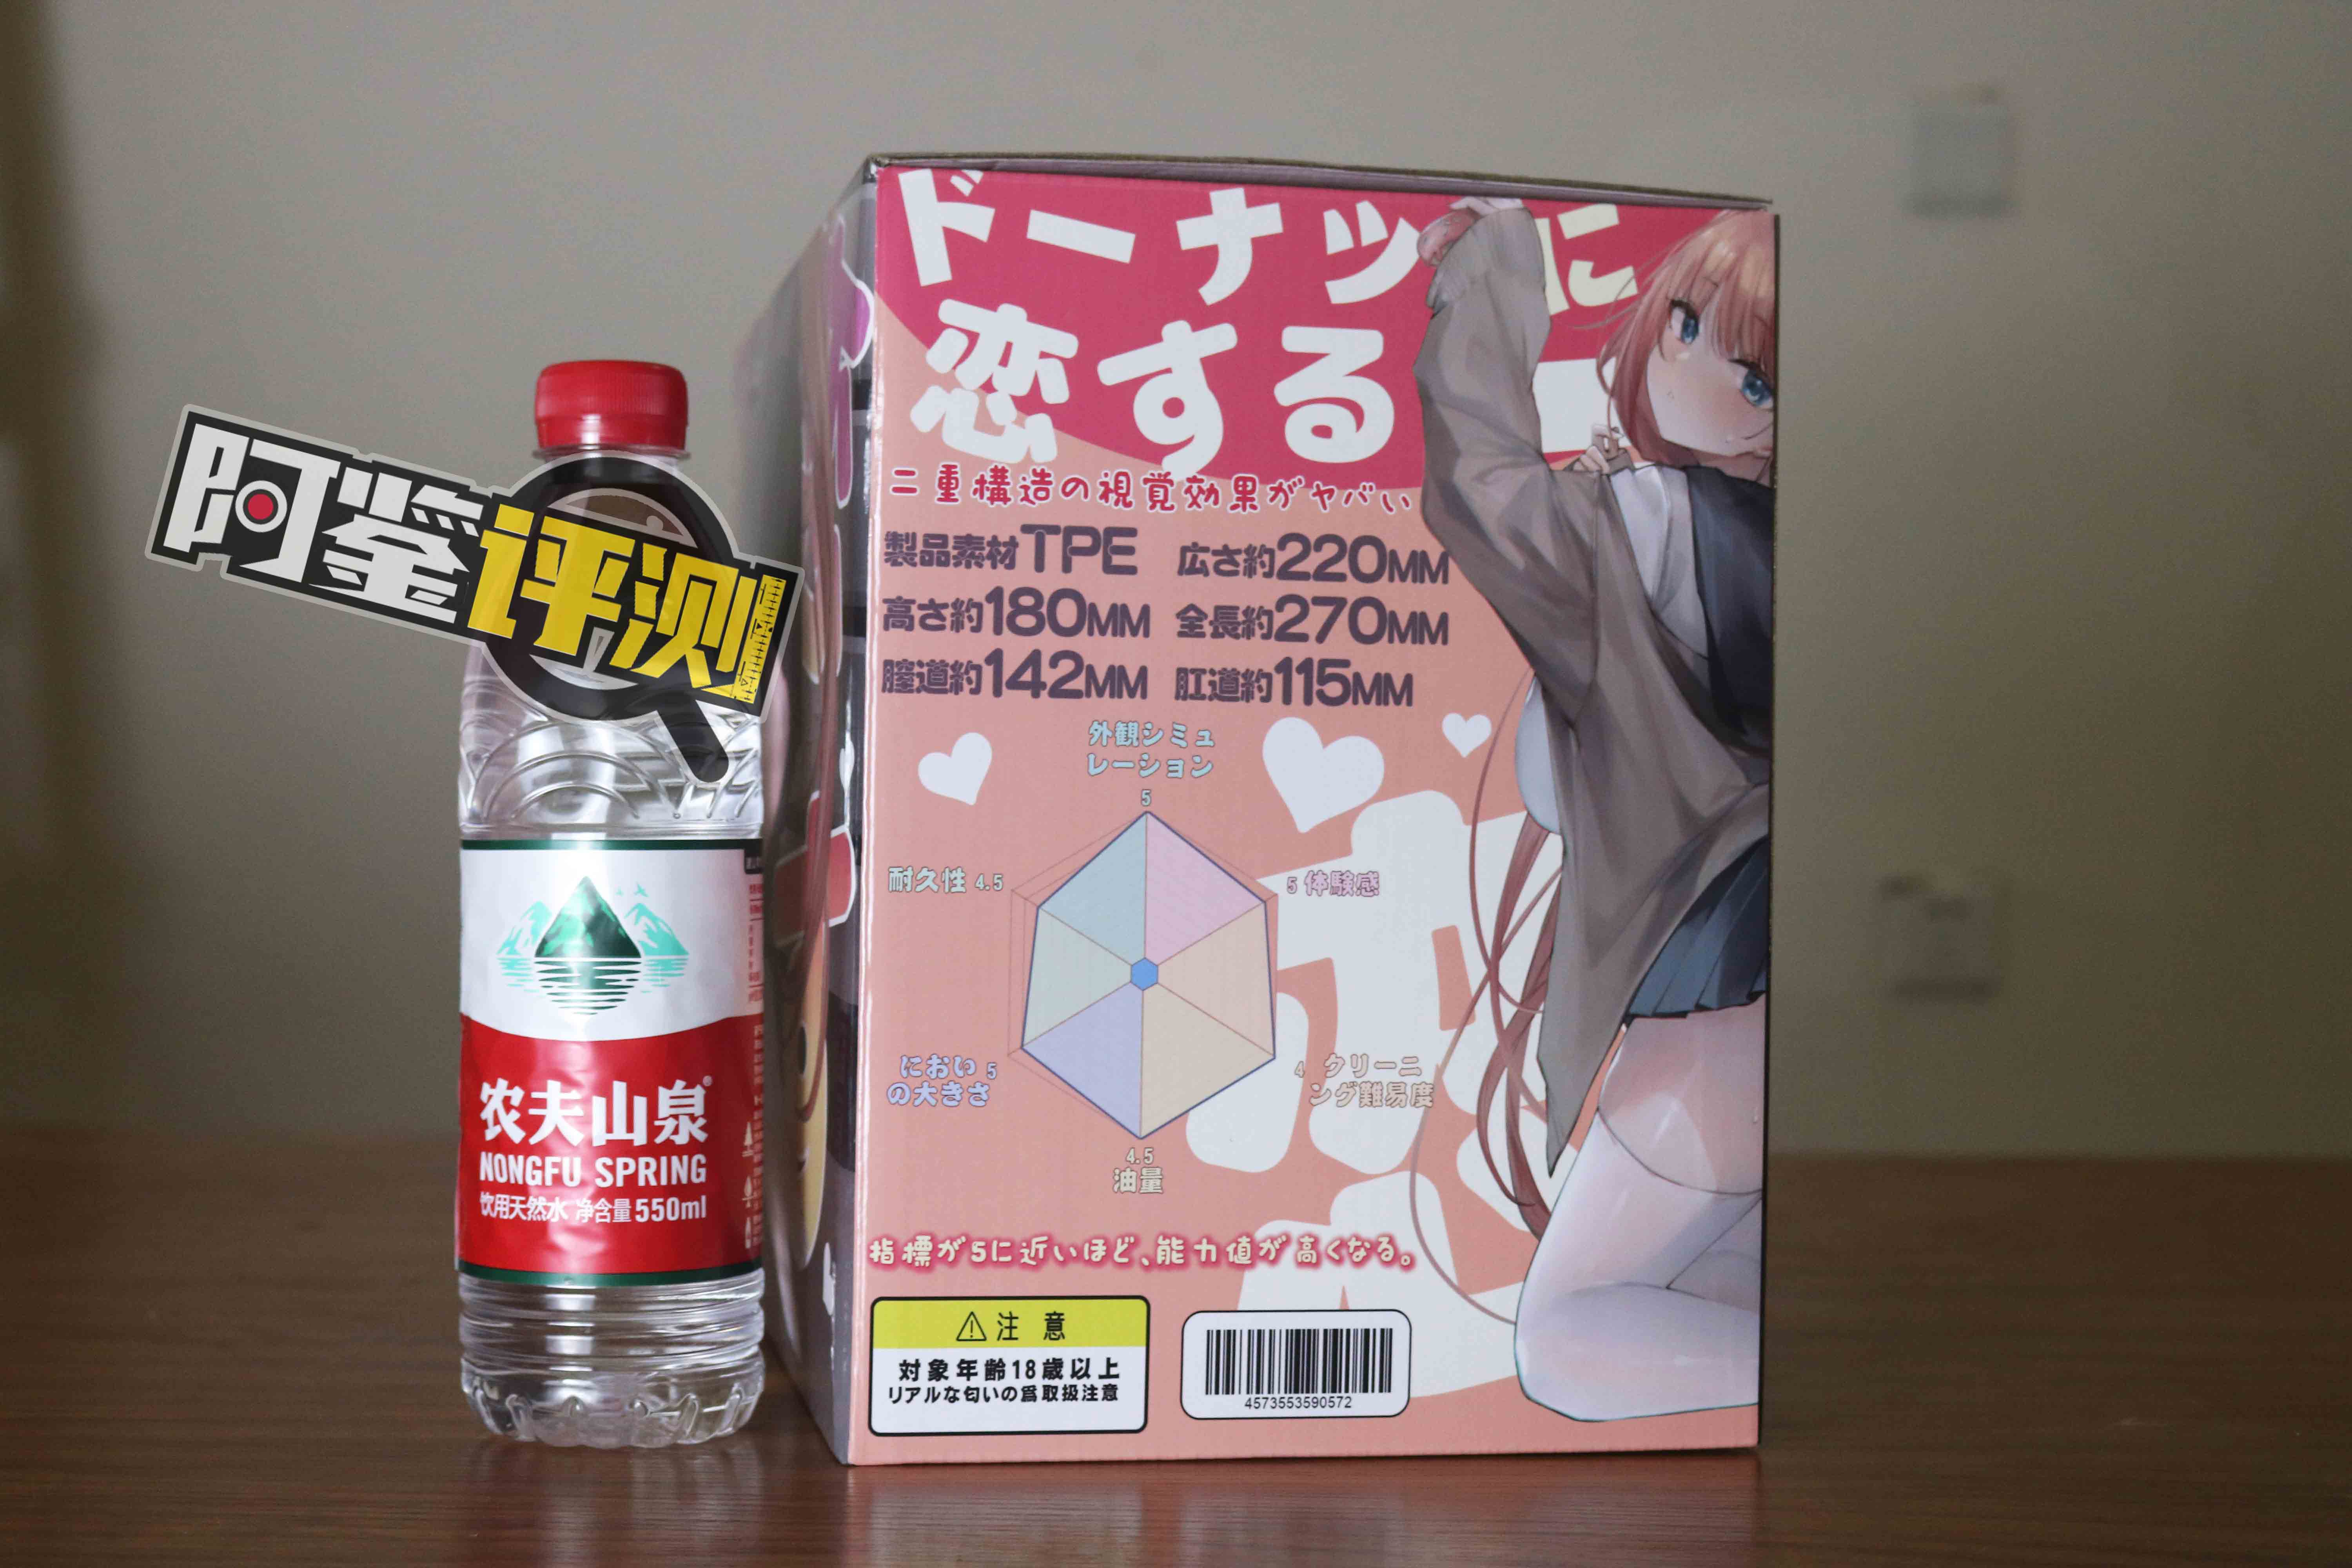 阿鉴评测
农夫山泉®
NONGFU SPRING
饮用天然水 净含量550ml
ドーナツに
恋する
二重構造の視覚効果がヤバい
製品素材TPE 広さ約220MM
高さ約180MM 全長約270MM
膣道約142MM 肛道約115MM
外観シミュ
レーション
5
耐久性 4.5
5 体験感
におい 5
の大きさ
4 クリーニ
ング難易度
4.5
油量
指標が5に近いほど、能力値が高くなる。
⚠注意
対象年齢18歳以上
リアルな匂いの為取扱注意
4573553590572